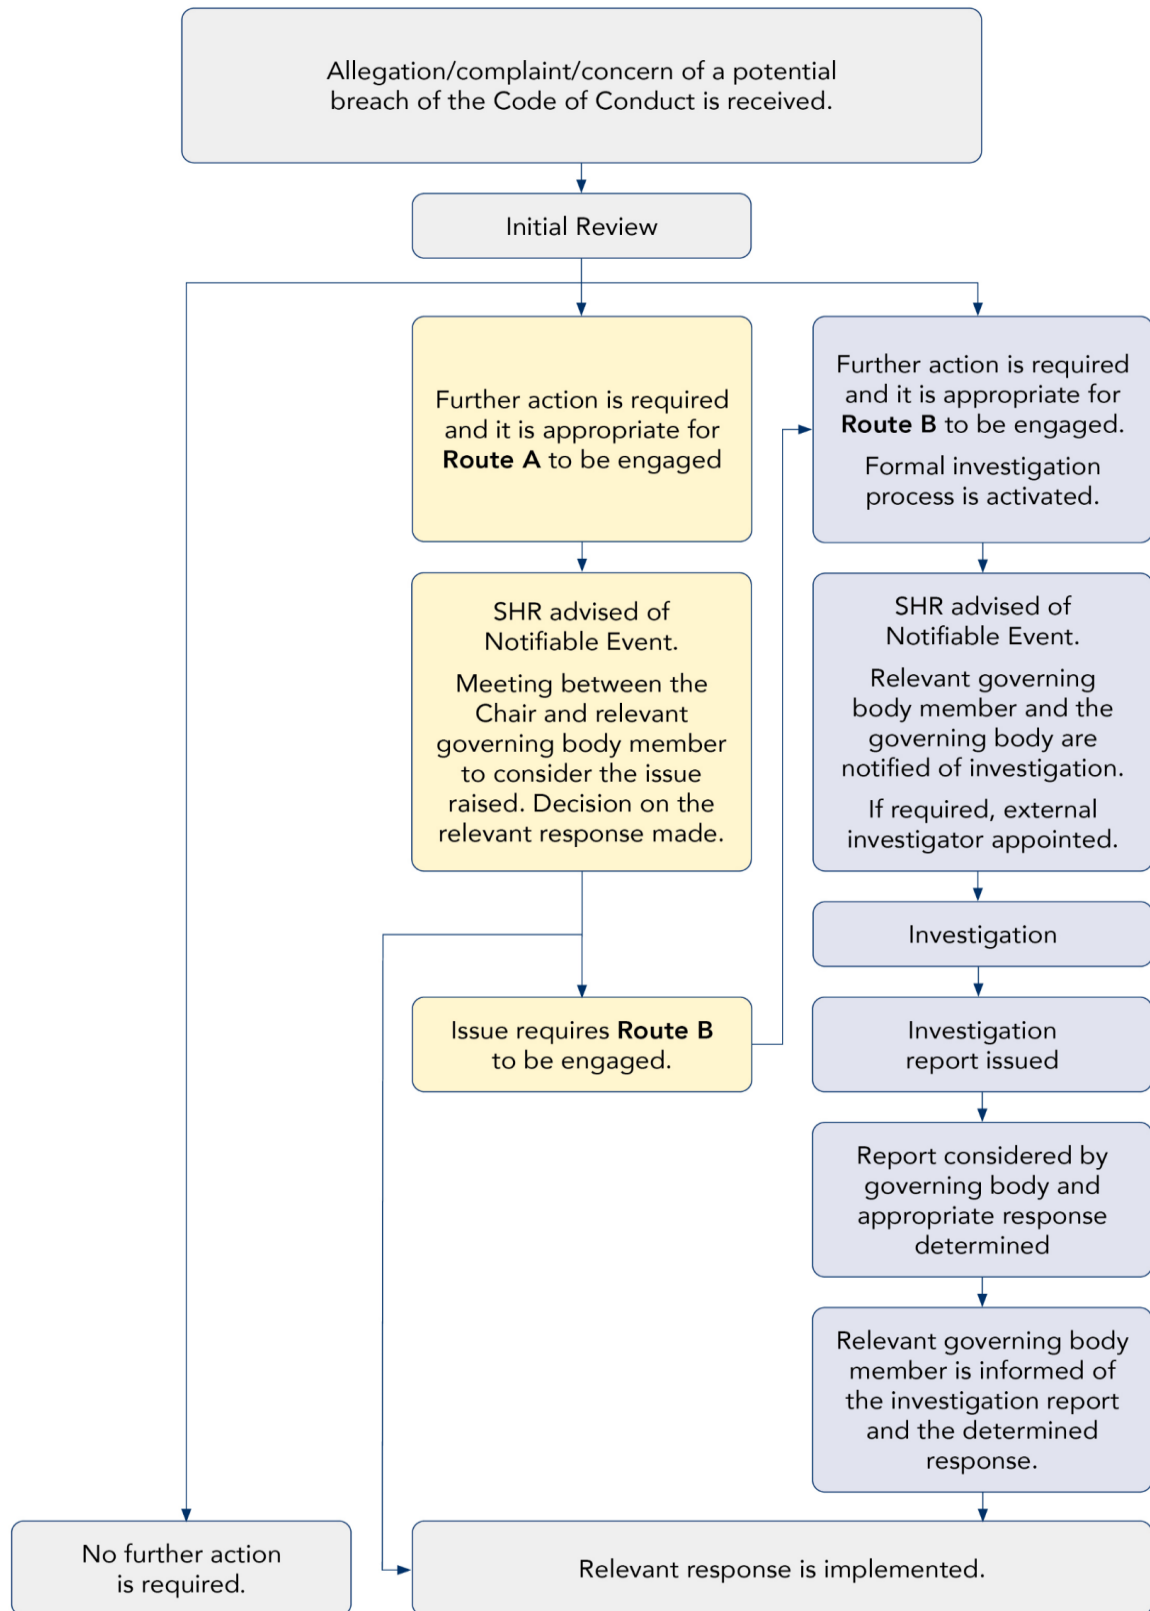 Allegation/complaint/concern of a potential
breach of the Code of Conduct is received.
Initial Review
Further action is required
and it is appropriate for
Route A to be engaged
Further action is required
and it is appropriate for
Route B to be engaged.
Formal investigation
process is activated.
SHR advised of
Notifiable Event.
Meeting between the
Chair and relevant
governing body member
to consider the issue
raised. Decision on the
relevant response made.
SHR advised of
Notifiable Event.
Relevant governing
body member and the
governing body are
notified of investigation.
If required, external
investigator appointed.
Investigation
Issue requires Route B
to be engaged.
Investigation
report issued
Report considered by
governing body and
appropriate response
determined
Relevant governing body
member is informed of
the investigation report
and the determined
response.
No further action
is required.
Relevant response is implemented.